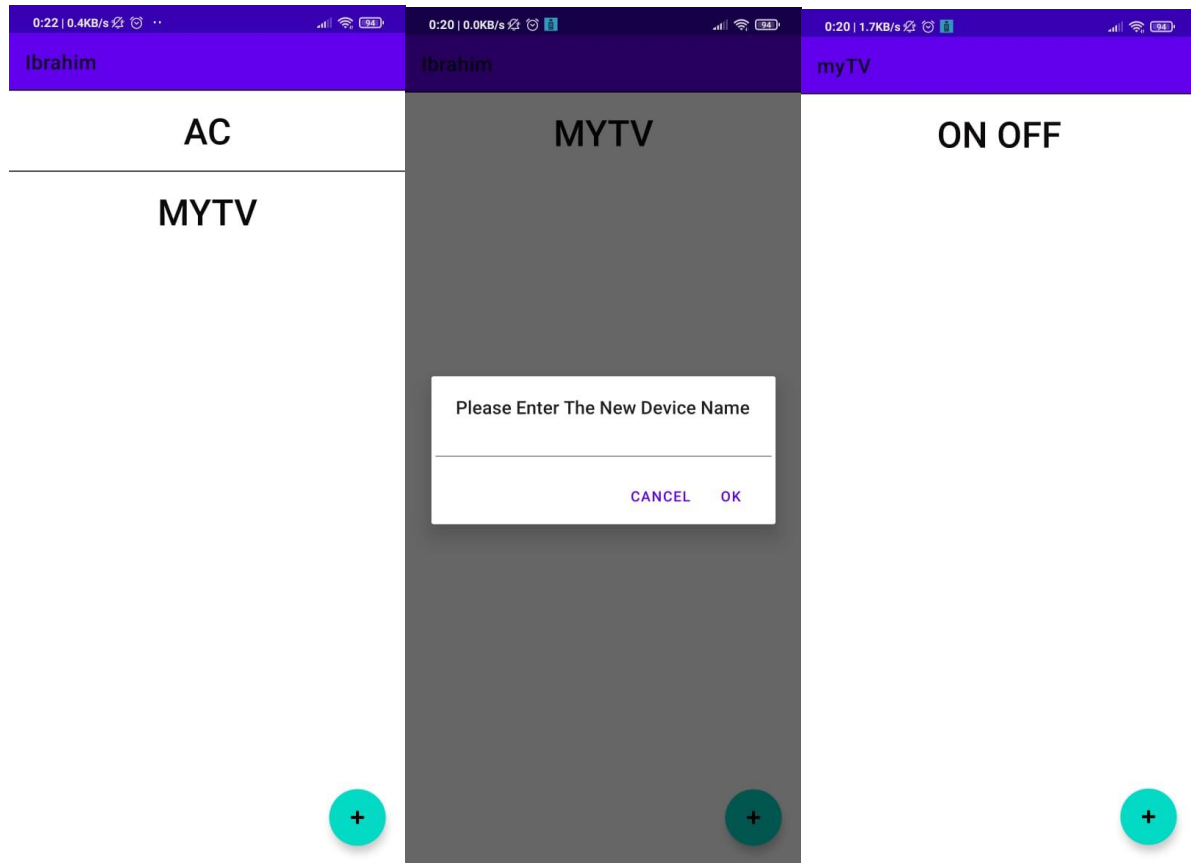 0:22 | 0.4KB/s
94
Ibrahim
AC
MYTV
+
0:20 | 0.0KB/s
94
Ibrahim
MYTV
Please Enter The New Device Name
CANCEL OK
+
0:20 | 1.7KB/s
94
myTV
ON OFF
+